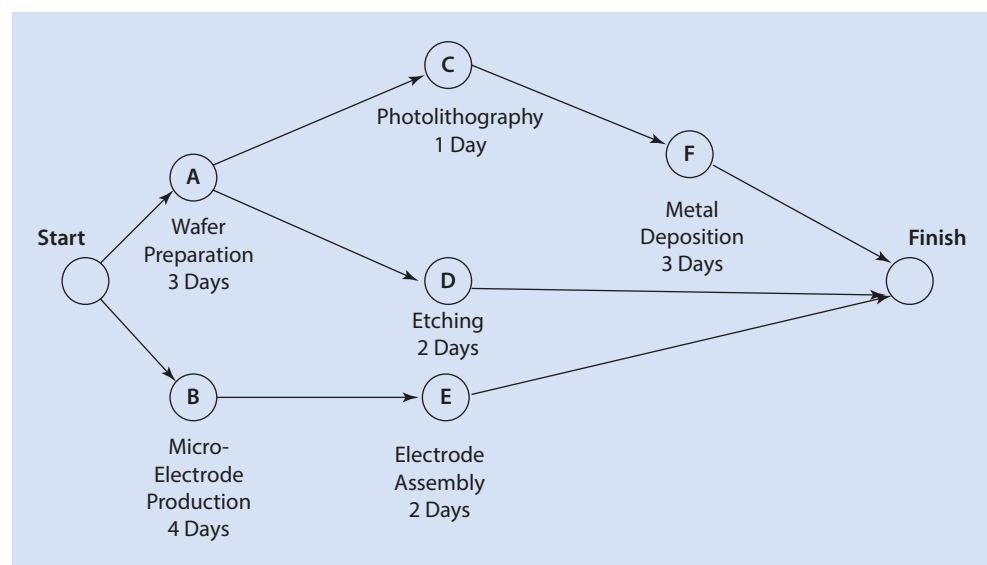 C
Photolithography
1 Day
A
F
Wafer
Preparation
3 Days
Metal
Deposition
3 Days
Start
Finish
D
Etching
2 Days
B
E
Micro-
Electrode
Production
4 Days
Electrode
Assembly
2 Days